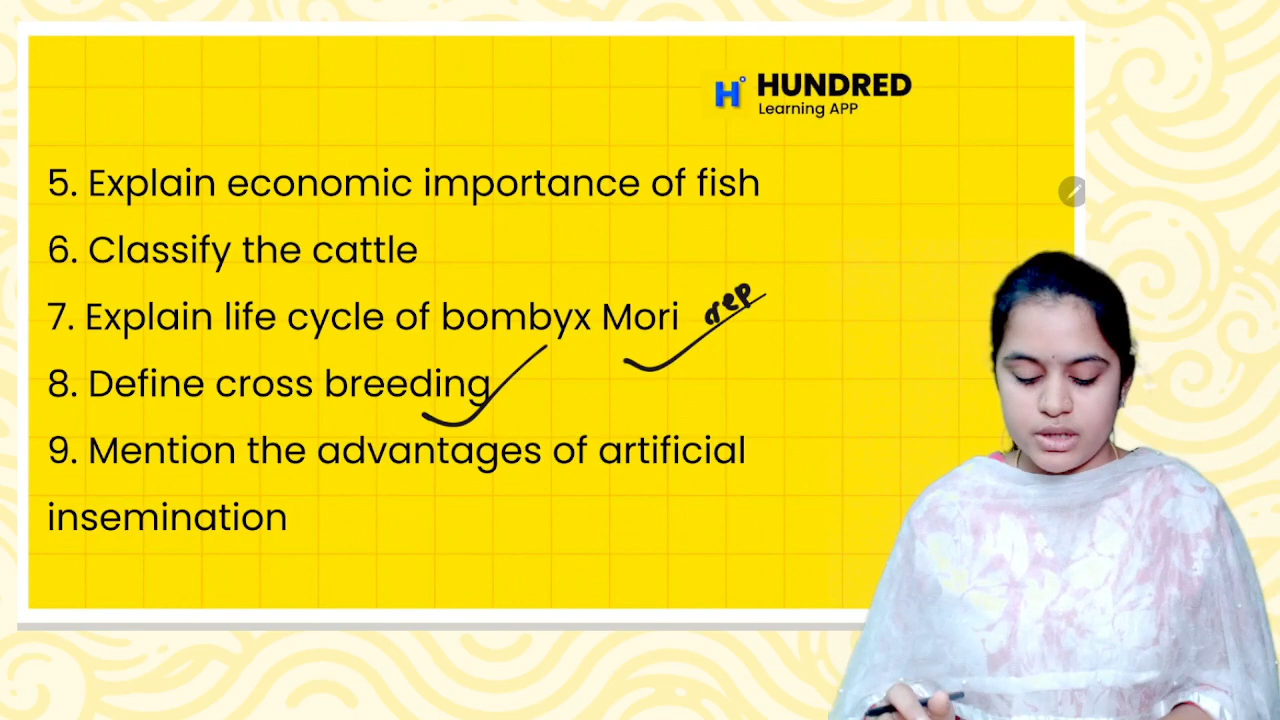 H HUNDRED
Learning APP
5. Explain economic importance of fish
6. Classify the cattle
7. Explain life cycle of bombyx Mori rep
8. Define cross breeding
9. Mention the advantages of artificial
insemination